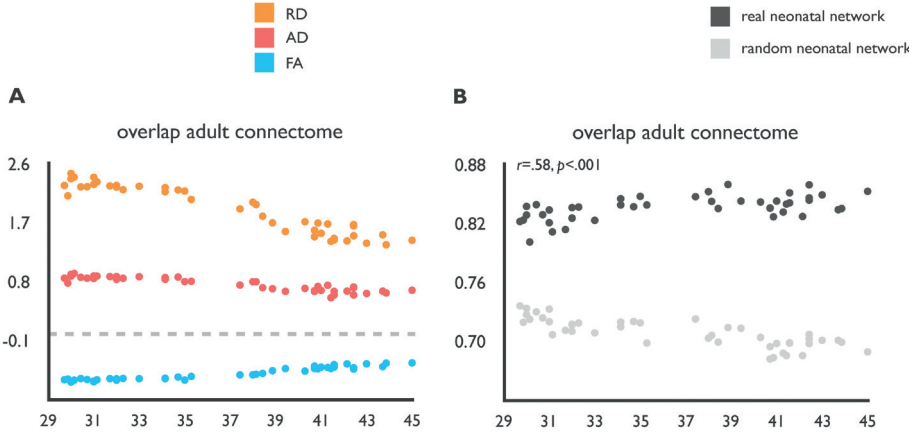 RD
AD
FA
real neonatal network
random neonatal network
A
overlap adult connectome
2.6
1.7
0.8
-0.1
29 31 33 35 37 39 41 43 45
B
overlap adult connectome
r=.58, p<.001
0.88
0.82
0.76
0.70
29 31 33 35 37 39 41 43 45